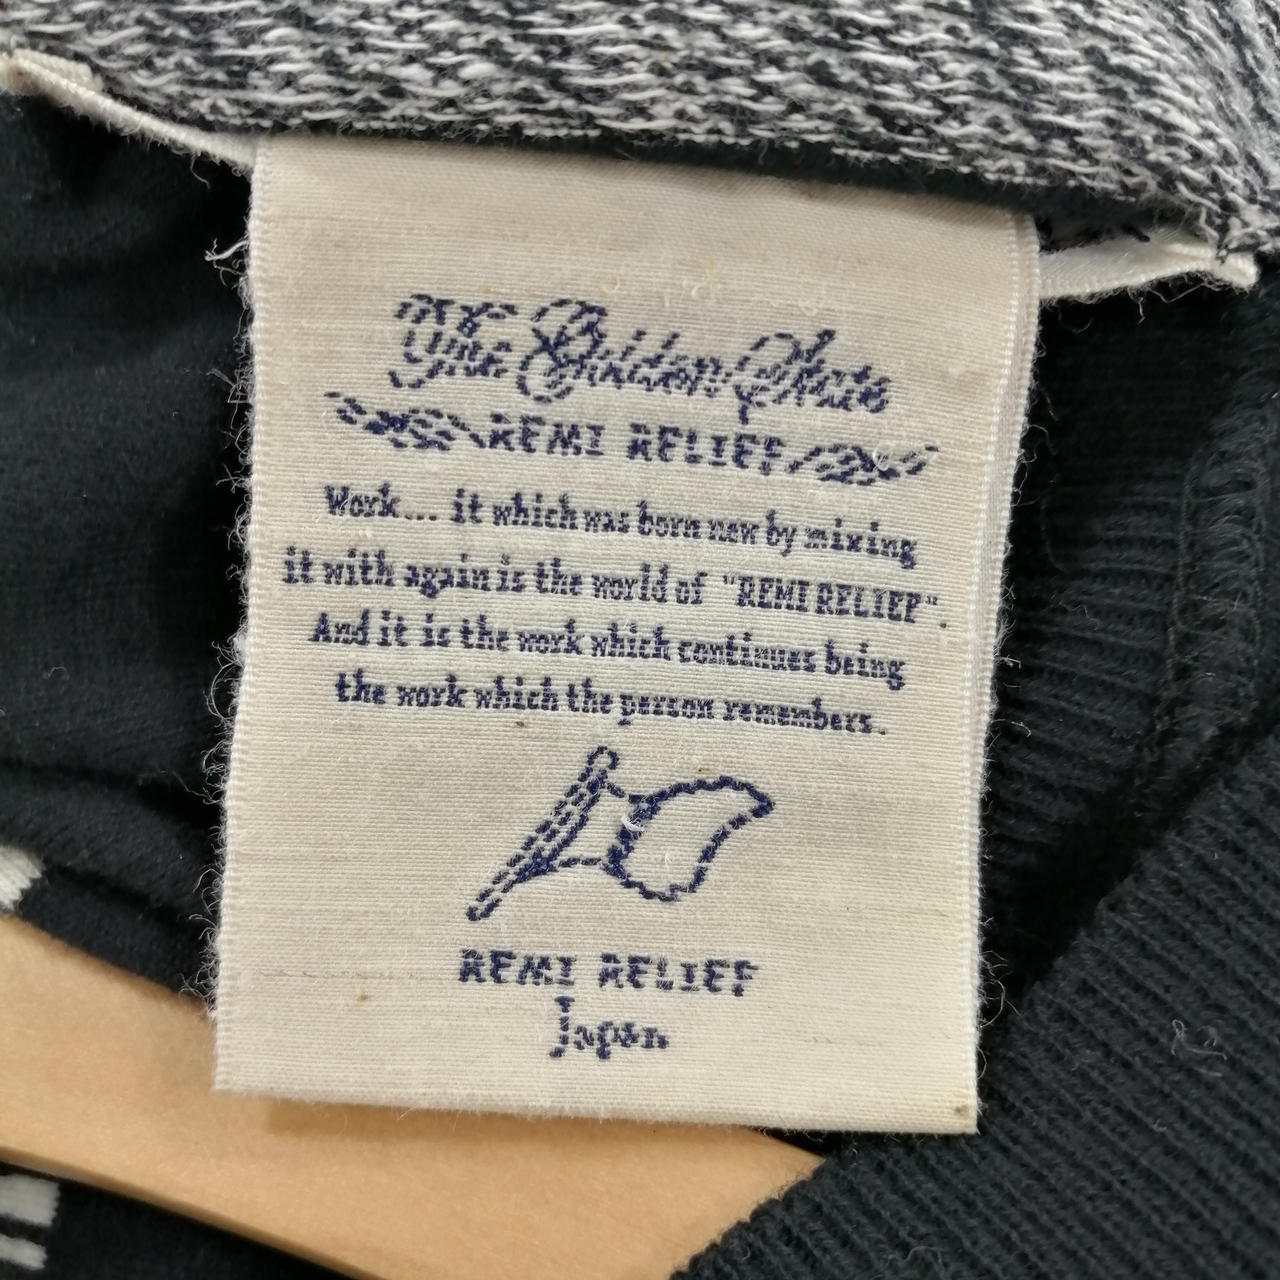 The Golden State
REMI RELIEF
Work... it which was born new by mixing
it with again is the world of "REMI RELIEF".
And it is the work which continues being
the work which the person remembers.
REMI RELIEF
Japan